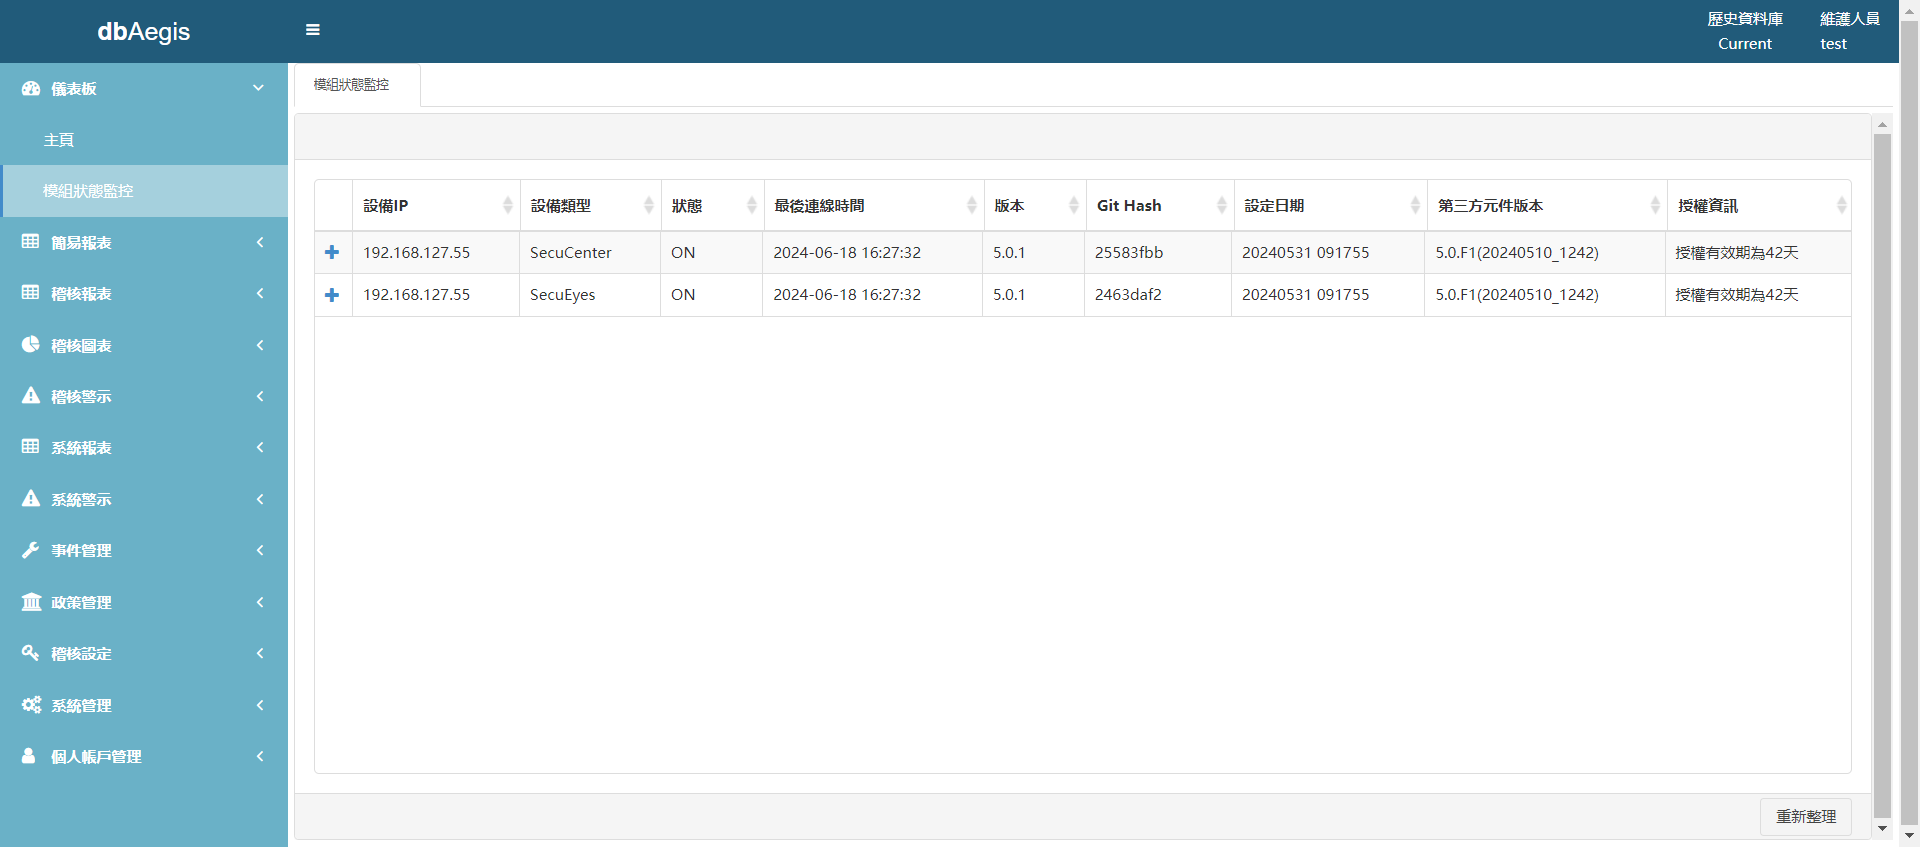 dbAegis
歷史資料庫
Current
維護人員
test
儀表板
主頁
模組狀態監控
簡易報表
稽核報表
稽核圖表
稽核警示
系統報表
系統警示
事件管理
政策管理
稽核設定
系統管理
個人帳戶管理
模組狀態監控
設備IP 設備類型 狀態 最後連線時間 版本 Git Hash 設定日期 第三方元件版本 授權資訊
192.168.127.55 SecuCenter ON 2024-06-18 16:27:32 5.0.1 25583fbb 20240531 091755 5.0.F1(20240510_1242) 授權有效期為42天
192.168.127.55 SecuEyes ON 2024-06-18 16:27:32 5.0.1 2463daf2 20240531 091755 5.0.F1(20240510_1242) 授權有效期為42天
重新整理